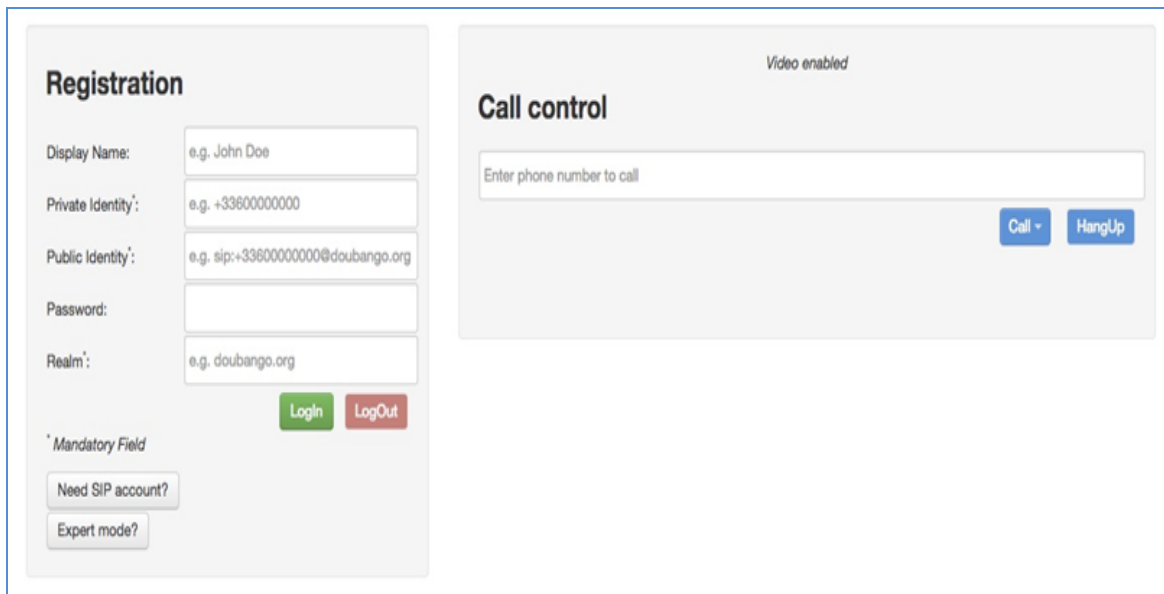 Registration
Display Name: e.g. John Doe
Private Identity*: e.g. +33600000000
Public Identity*: e.g. sip:+33600000000@doubango.org
Password:
Realm*: e.g. doubango.org
LogIn LogOut
* Mandatory Field
Need SIP account?
Expert mode?
Video enabled
Call control
Enter phone number to call
Call HangUp